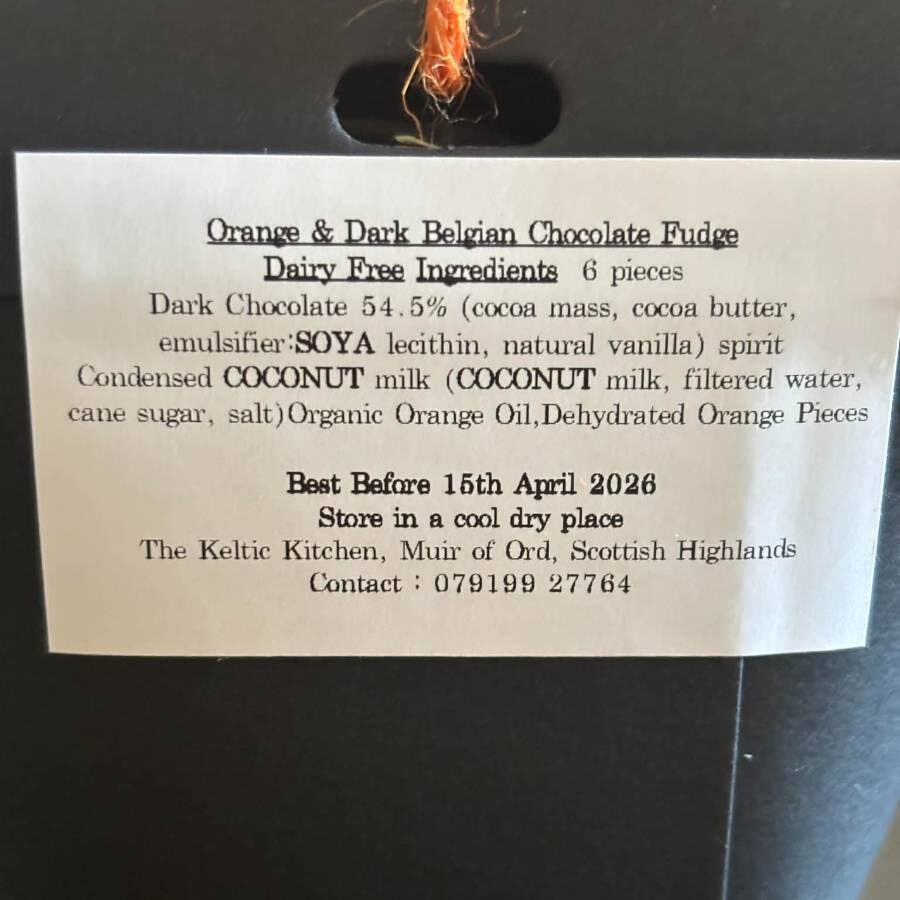 Orange & Dark Belgian Chocolate Fudge
Dairy Free Ingredients 6 pieces
Dark Chocolate 54.5% (cocoa mass, cocoa butter,
emulsifier:SOYA lecithin, natural vanilla) spirit
Condensed COCONUT milk (COCONUT milk, filtered water,
cane sugar, salt)Organic Orange Oil,Dehydrated Orange Pieces
Best Before 15th April 2026
Store in a cool dry place
The Keltic Kitchen, Muir of Ord, Scottish Highlands
Contact : 079199 27764